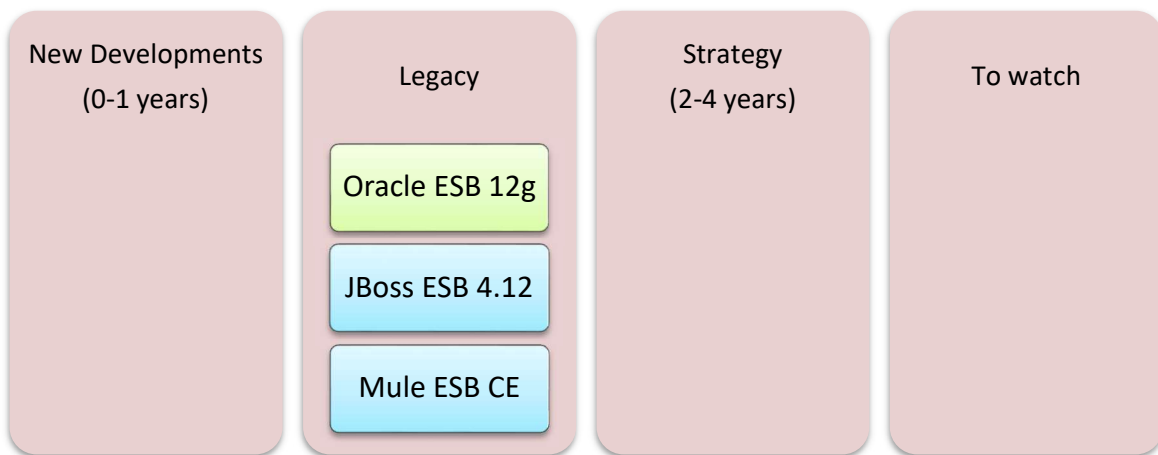 New Developments
(0-1 years)
Legacy
Oracle ESB 12g
JBoss ESB 4.12
Mule ESB CE
Strategy
(2-4 years)
To watch